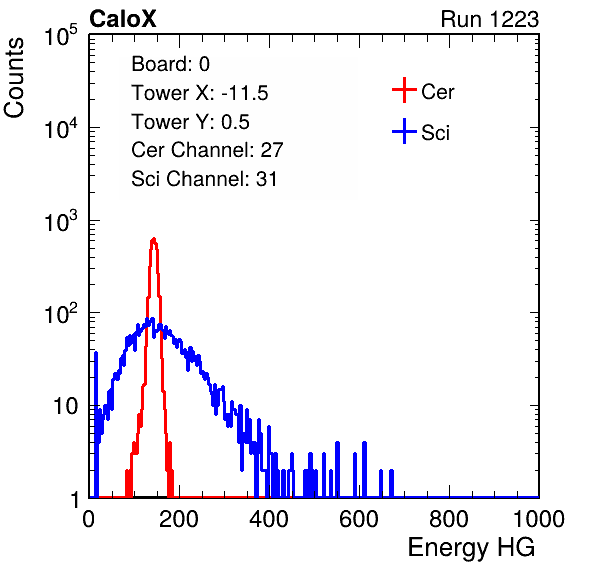 CaloX Run 1223
Counts
10^5
10^4
10^3
10^2
10
1
Board: 0
Tower X: -11.5
Tower Y: 0.5
Cer Channel: 27
Sci Channel: 31
Cer
Sci
0 200 400 600 800 1000
Energy HG